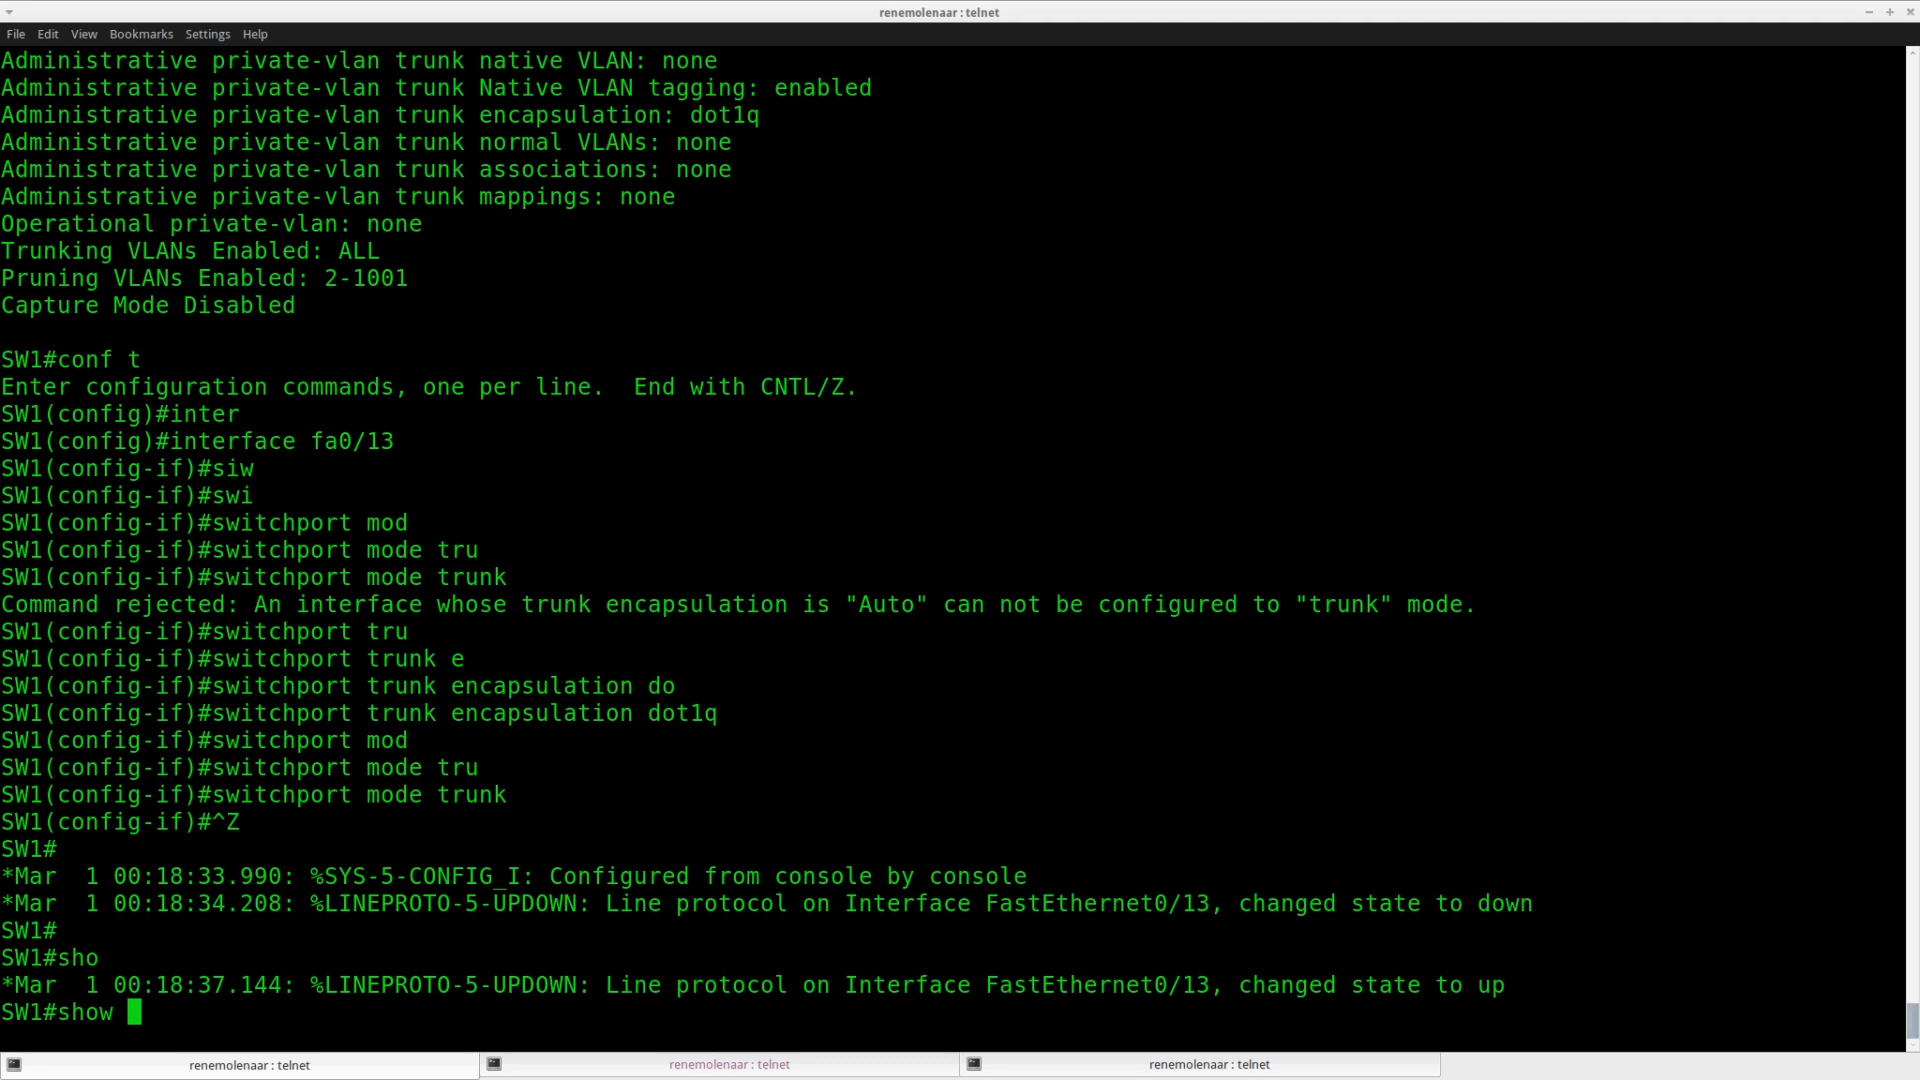 renemolenaar : telnet
File Edit View Bookmarks Settings Help
Administrative private-vlan trunk native VLAN: none
Administrative private-vlan trunk Native VLAN tagging: enabled
Administrative private-vlan trunk encapsulation: dot1q
Administrative private-vlan trunk normal VLANs: none
Administrative private-vlan trunk associations: none
Administrative private-vlan trunk mappings: none
Operational private-vlan: none
Trunking VLANs Enabled: ALL
Pruning VLANs Enabled: 2-1001
Capture Mode Disabled
SW1#conf t
Enter configuration commands, one per line.  End with CNTL/Z.
SW1(config)#inter
SW1(config)#interface fa0/13
SW1(config-if)#siw
SW1(config-if)#swi
SW1(config-if)#switchport mod
SW1(config-if)#switchport mode tru
SW1(config-if)#switchport mode trunk
Command rejected: An interface whose trunk encapsulation is "Auto" can not be configured to "trunk" mode.
SW1(config-if)#switchport tru
SW1(config-if)#switchport trunk e
SW1(config-if)#switchport trunk encapsulation do
SW1(config-if)#switchport trunk encapsulation dot1q
SW1(config-if)#switchport mod
SW1(config-if)#switchport mode tru
SW1(config-if)#switchport mode trunk
SW1(config-if)#^Z
SW1#
*Mar  1 00:18:33.990: %SYS-5-CONFIG_I: Configured from console by console
*Mar  1 00:18:34.208: %LINEPROTO-5-UPDOWN: Line protocol on Interface FastEthernet0/13, changed state to down
SW1#
SW1#sho
*Mar  1 00:18:37.144: %LINEPROTO-5-UPDOWN: Line protocol on Interface FastEthernet0/13, changed state to up
SW1#show
renemolenaar : telnet
renemolenaar : telnet
renemolenaar : telnet